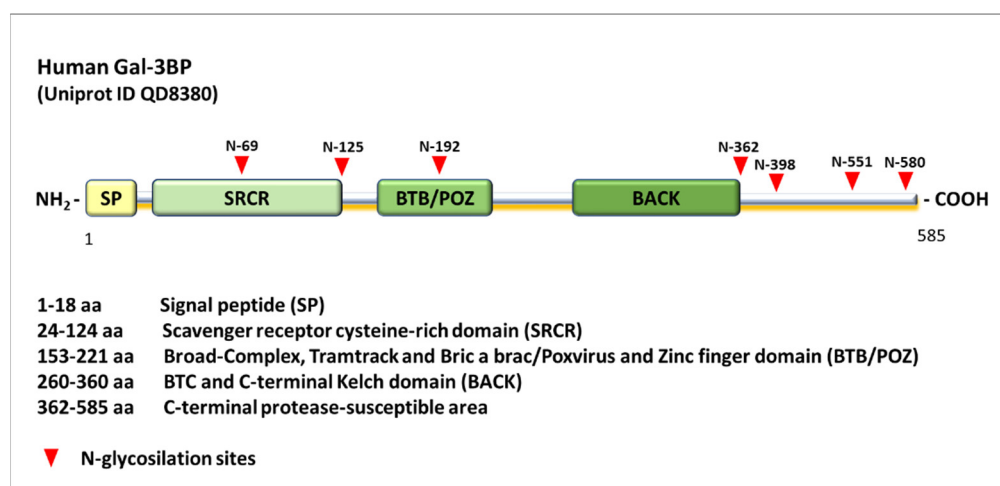 Human Gal-3BP
(Uniprot ID QD8380)
N-69
N-125
N-192
N-362
N-398
N-551
N-580
NH2 -
SP
SRCR
BTB/POZ
BACK
- COOH
1
585
1-18 aa Signal peptide (SP)
24-124 aa Scavenger receptor cysteine-rich domain (SRCR)
153-221 aa Broad-Complex, Tramtrack and Bric a brac/Poxvirus and Zinc finger domain (BTB/POZ)
260-360 aa BTC and C-terminal Kelch domain (BACK)
362-585 aa C-terminal protease-susceptible area
N-glycosilation sites